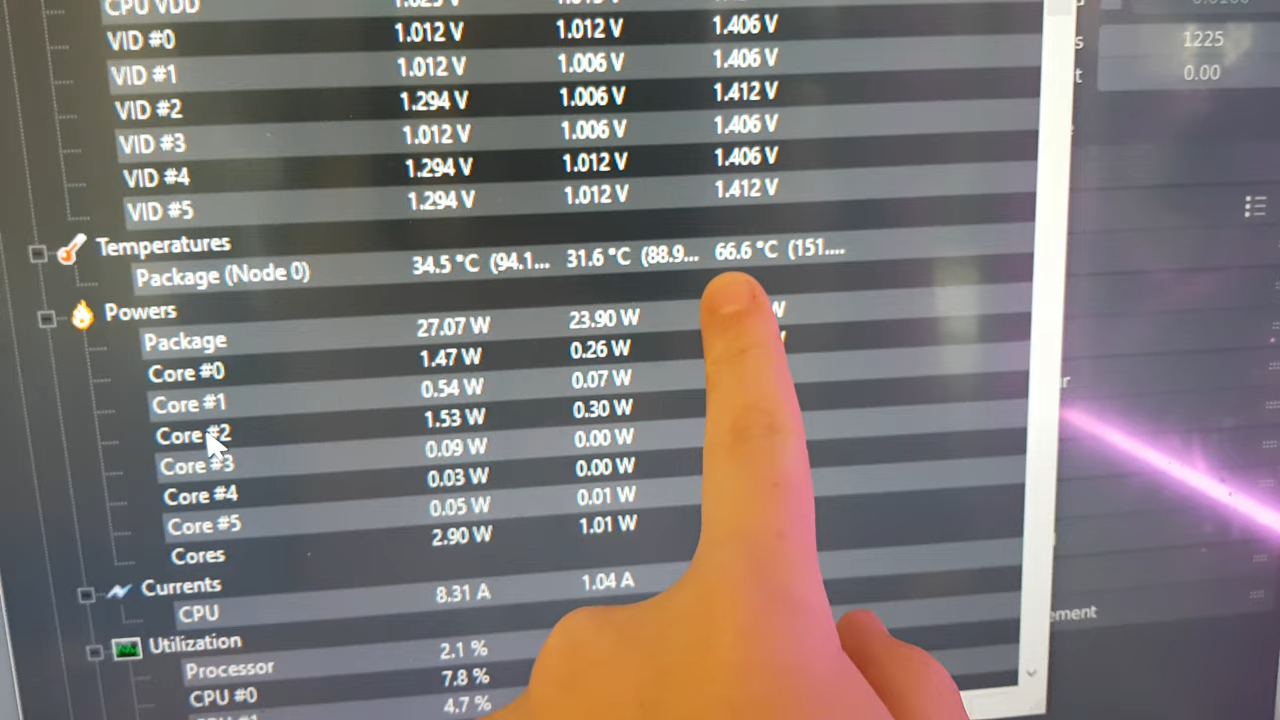 CPU VDD
VID #0 1.012 V 1.012 V 1.406 V
VID #1 1.012 V 1.006 V 1.406 V
VID #2 1.294 V 1.006 V 1.412 V
VID #3 1.012 V 1.006 V 1.406 V
VID #4 1.294 V 1.012 V 1.406 V
VID #5 1.294 V 1.012 V 1.412 V
Temperatures
Package (Node 0) 34.5 °C (94.1... 31.6 °C (88.9... 66.6 °C (151....
Powers
Package 27.07 W 23.90 W W
Core #0 1.47 W 0.26 W
Core #1 0.54 W 0.07 W
Core #2 1.53 W 0.30 W
Core #3 0.09 W 0.00 W
Core #4 0.03 W 0.00 W
Core #5 0.05 W 0.01 W
Cores 2.90 W 1.01 W
Currents
CPU 8.31 A 1.04 A
Utilization
Processor 2.1 %
CPU #0 7.8 %
4.7 %
1225
0.00